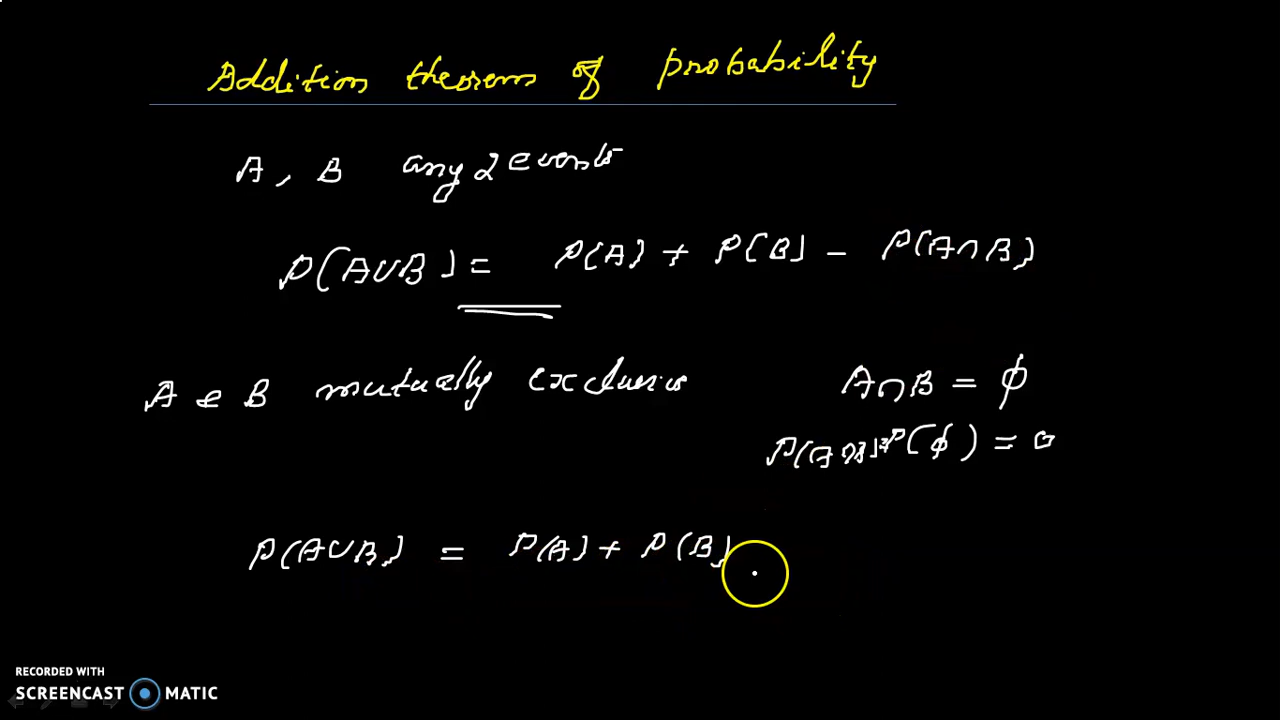 Addition theorem of probability
A, B any 2 events
P(A∪B) = P(A) + P(B) - P(A∩B)
A & B mutually exclusive A∩B = ϕ
P(A∩B)=P(ϕ) = 0
P(A∪B) = P(A) + P(B)
RECORDED WITH
SCREENCAST MATIC